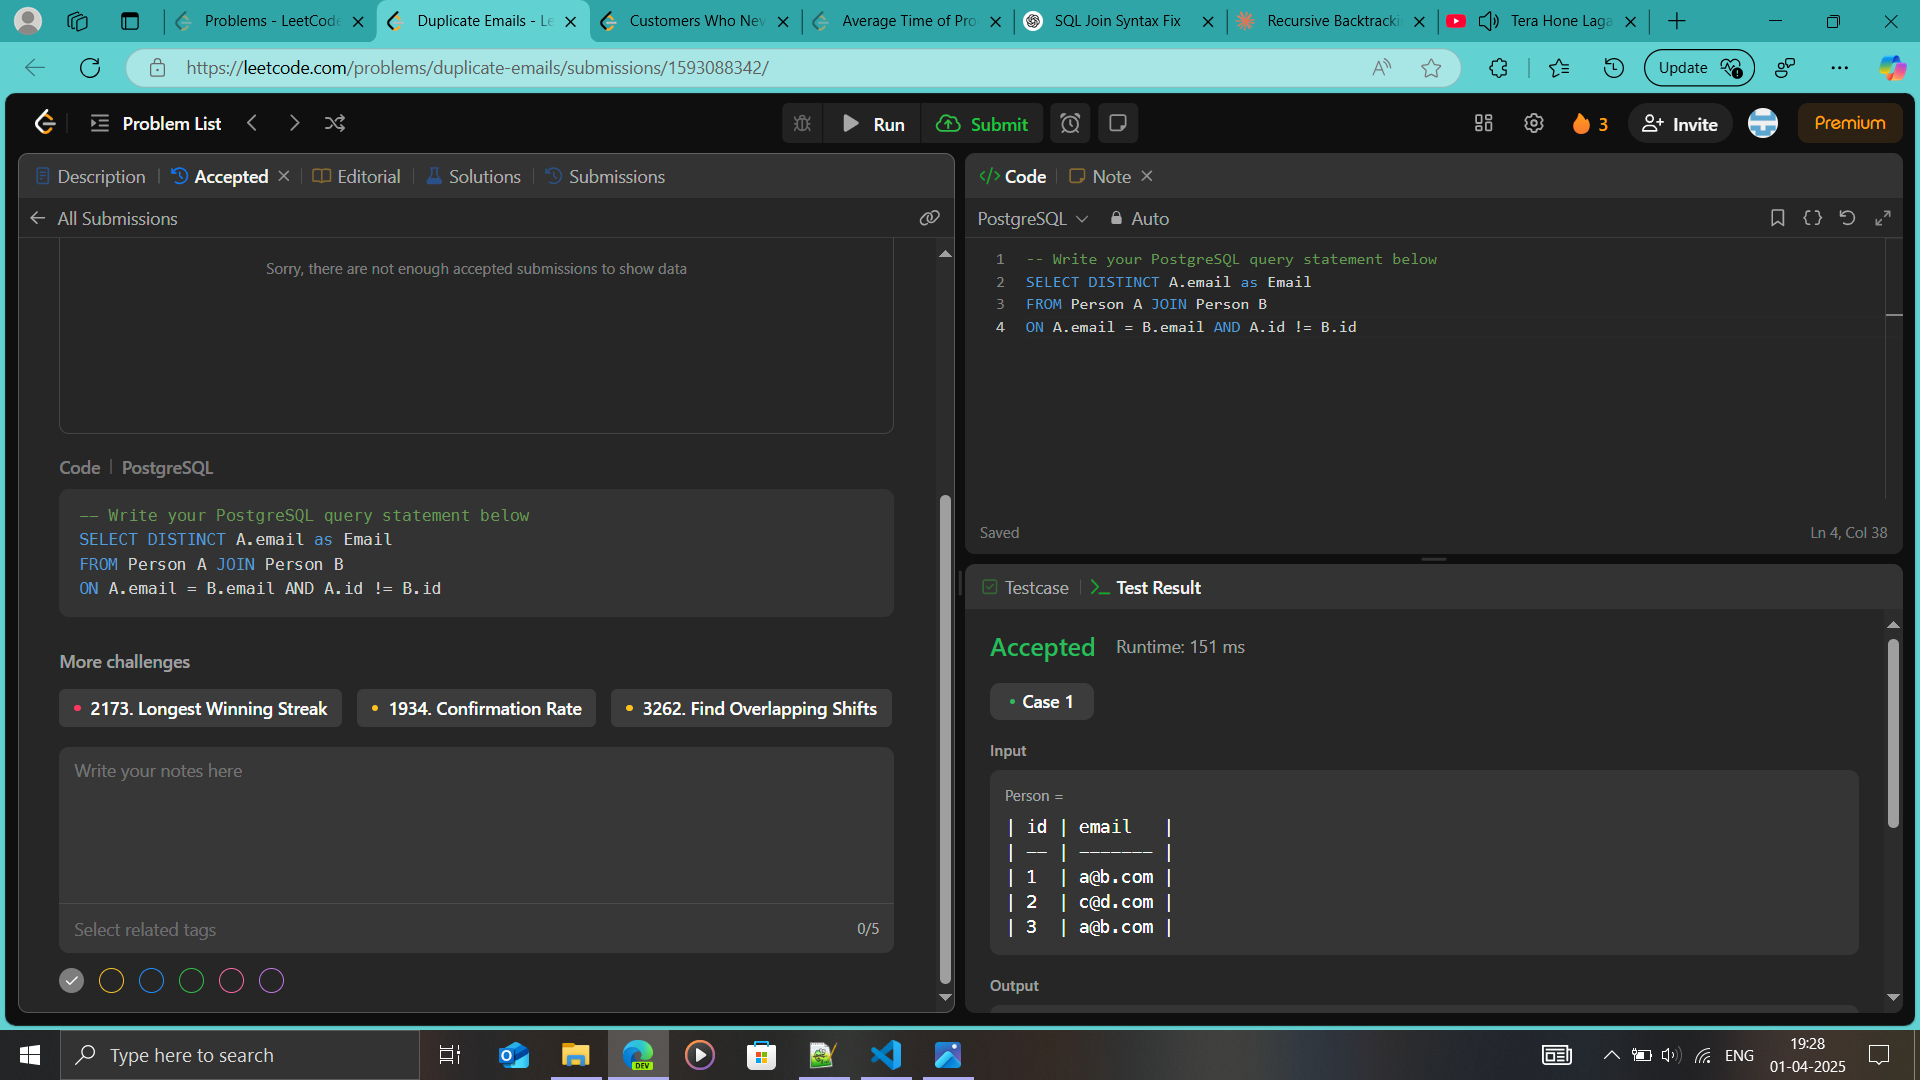 Problems - LeetCode
Duplicate Emails - Le
Customers Who Nev
Average Time of Pro
SQL Join Syntax Fix
Recursive Backtracki
Tera Hone Laga
https://leetcode.com/problems/duplicate-emails/submissions/1593088342/
Update
Problem List
Run
Submit
3
Invite
Premium
Description
Accepted
Editorial
Solutions
Submissions
All Submissions
Sorry, there are not enough accepted submissions to show data
Code | PostgreSQL
-- Write your PostgreSQL query statement below
SELECT DISTINCT A.email as Email
FROM Person A JOIN Person B
ON A.email = B.email AND A.id != B.id
More challenges
2173. Longest Winning Streak
1934. Confirmation Rate
3262. Find Overlapping Shifts
Write your notes here
Select related tags
0/5
Code
Note
PostgreSQL
Auto
1 -- Write your PostgreSQL query statement below
2 SELECT DISTINCT A.email as Email
3 FROM Person A JOIN Person B
4 ON A.email = B.email AND A.id != B.id
Saved
Ln 4, Col 38
Testcase
Test Result
Accepted
Runtime: 151 ms
Case 1
Input
Person =
| id | email   |
| -- | ------- |
| 1  | a@b.com |
| 2  | c@d.com |
| 3  | a@b.com |
Output
Type here to search
DEV
ENG
19:28
01-04-2025